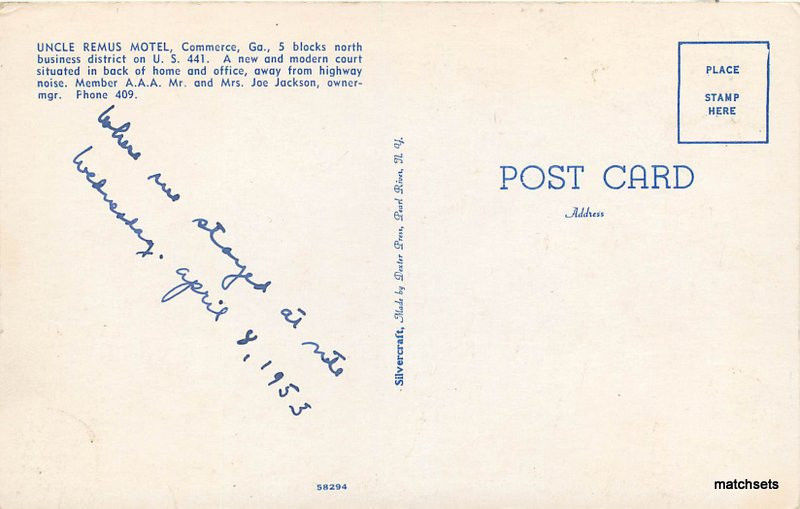 UNCLE REMUS MOTEL, Commerce, Ga., 5 blocks north
business district on U. S. 441. A new and modern court
situated in back of home and office, away from highway
noise. Member A.A.A. Mr. and Mrs. Joe Jackson, owner-
mgr. Phone 409.
Where we stayed at nite
Wednesday. april 8, 1953
Silvercraft, Made by Dexter Press, Pearl River, N. Y.
58294
PLACE
STAMP
HERE
POST CARD
Address
matchsets